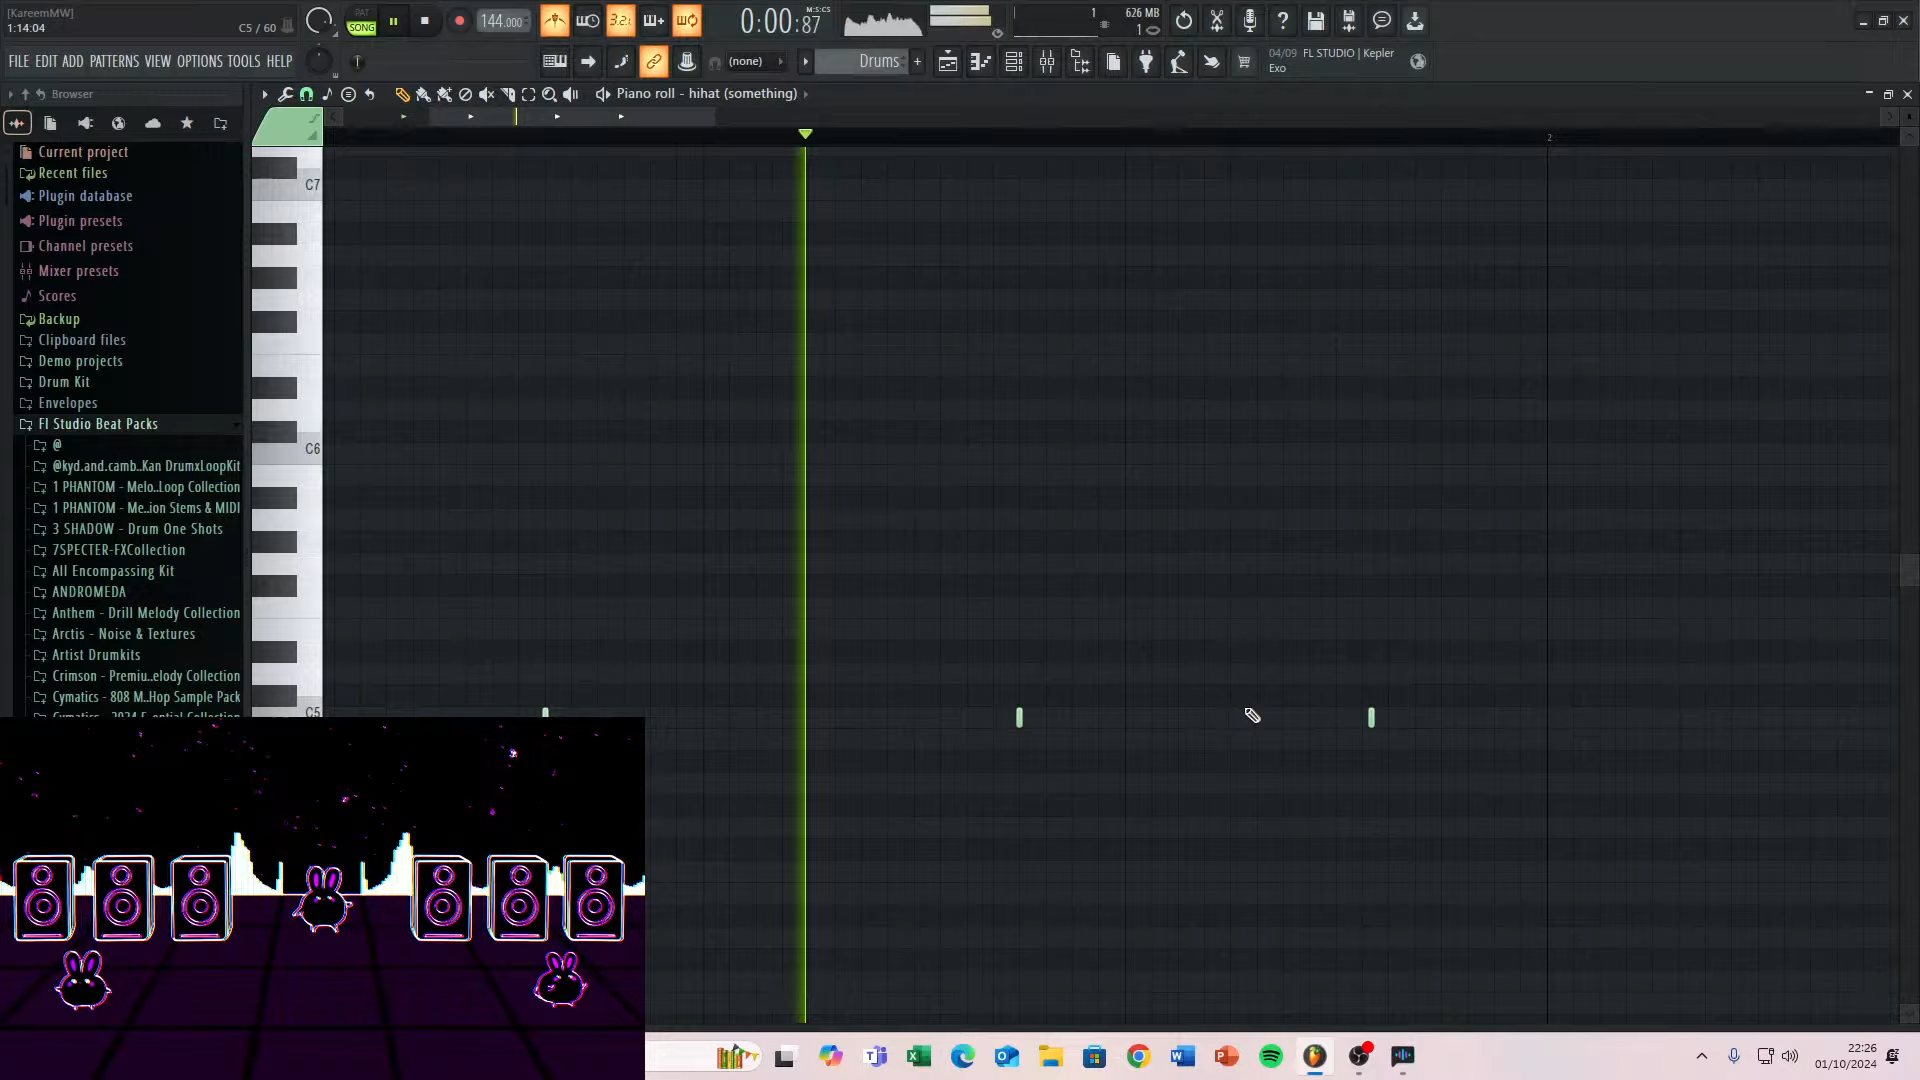 [KareemMW]
1:14:04
C5 / 60
PAT
SONG
144.000
3.2.
0:00:87
M:S:CS
1
626 MB
1
FILE EDIT ADD PATTERNS VIEW OPTIONS TOOLS HELP
(none)
Drums
04/09 FL STUDIO | Kepler
Exo
Browser
Piano roll - hihat (something)
2
Current project
Recent files
Plugin database
Plugin presets
Channel presets
Mixer presets
Scores
Backup
Clipboard files
Demo projects
Drum Kit
Envelopes
Fl Studio Beat Packs
@
@kyd.and.camb..Kan DrumxLoopKit
1 PHANTOM - Melo..Loop Collection
1 PHANTOM - Me..ion Stems & MIDI
3 SHADOW - Drum One Shots
7SPECTER-FXCollection
All Encompassing Kit
ANDROMEDA
Anthem - Drill Melody Collection
Arctis - Noise & Textures
Artist Drumkits
Crimson - Premiu..elody Collection
Cymatics - 808 M..Hop Sample Pack
C7
C6
C5
22:26
01/10/2024